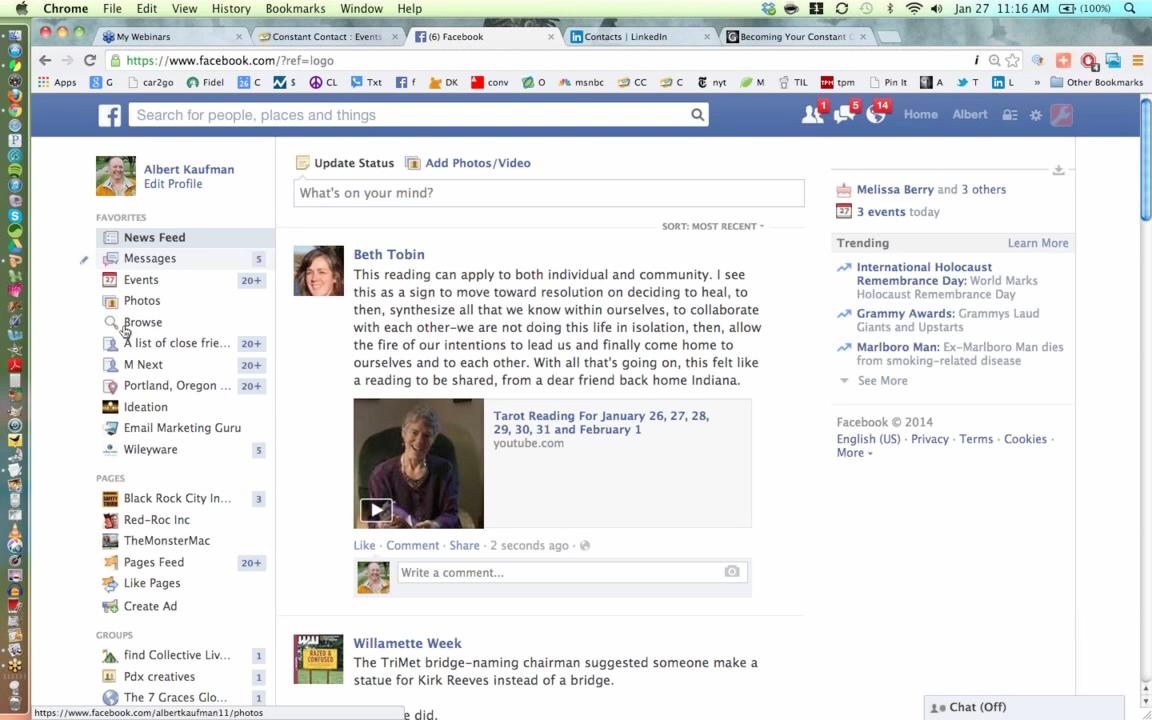 Chrome File Edit View History Bookmarks Window Help Jan 27 11:16 AM (100%)
My Webinars Constant Contact : Events (6) Facebook Contacts | LinkedIn Becoming Your Constant C
https://www.facebook.com/?ref=logo
Apps G car2go Fidel C S CL Txt f DK conv O msnbc CC C nyt M TIL tpm Pin It A T L » Other Bookmarks
Search for people, places and things 1 5 14 Home Albert
Albert Kaufman
Edit Profile
FAVORITES
News Feed
Messages 5
Events 20+
Photos
Browse
A list of close frie... 20+
M Next 20+
Portland, Oregon ... 20+
Ideation
Email Marketing Guru
Wileyware 5
PAGES
Black Rock City In... 3
Red-Roc Inc
TheMonsterMac
Pages Feed 20+
Like Pages
Create Ad
GROUPS
find Collective Liv... 1
Pdx creatives 1
The 7 Graces Glo... 1
https://www.facebook.com/albertkaufman11/photos
Update Status Add Photos/Video
What's on your mind?
SORT: MOST RECENT
Beth Tobin
This reading can apply to both individual and community. I see
this as a sign to move toward resolution on deciding to heal, to
then, synthesize all that we know within ourselves, to collaborate
with each other—we are not doing this life in isolation, then, allow
the fire of our intentions to lead us and finally come home to
ourselves and to each other. With all that's going on, this felt like
a reading to be shared, from a dear friend back home Indiana.
Tarot Reading For January 26, 27, 28,
29, 30, 31 and February 1
youtube.com
Like · Comment · Share · 2 seconds ago ·
Write a comment...
Willamette Week
The TriMet bridge-naming chairman suggested someone make a
statue for Kirk Reeves instead of a bridge.
e did.
Melissa Berry and 3 others
3 events today
Trending Learn More
International Holocaust
Remembrance Day: World Marks
Holocaust Remembrance Day
Grammy Awards: Grammys Laud
Giants and Upstarts
Marlboro Man: Ex-Marlboro Man dies
from smoking-related disease
See More
Facebook © 2014
English (US) · Privacy · Terms · Cookies ·
More
Chat (Off)